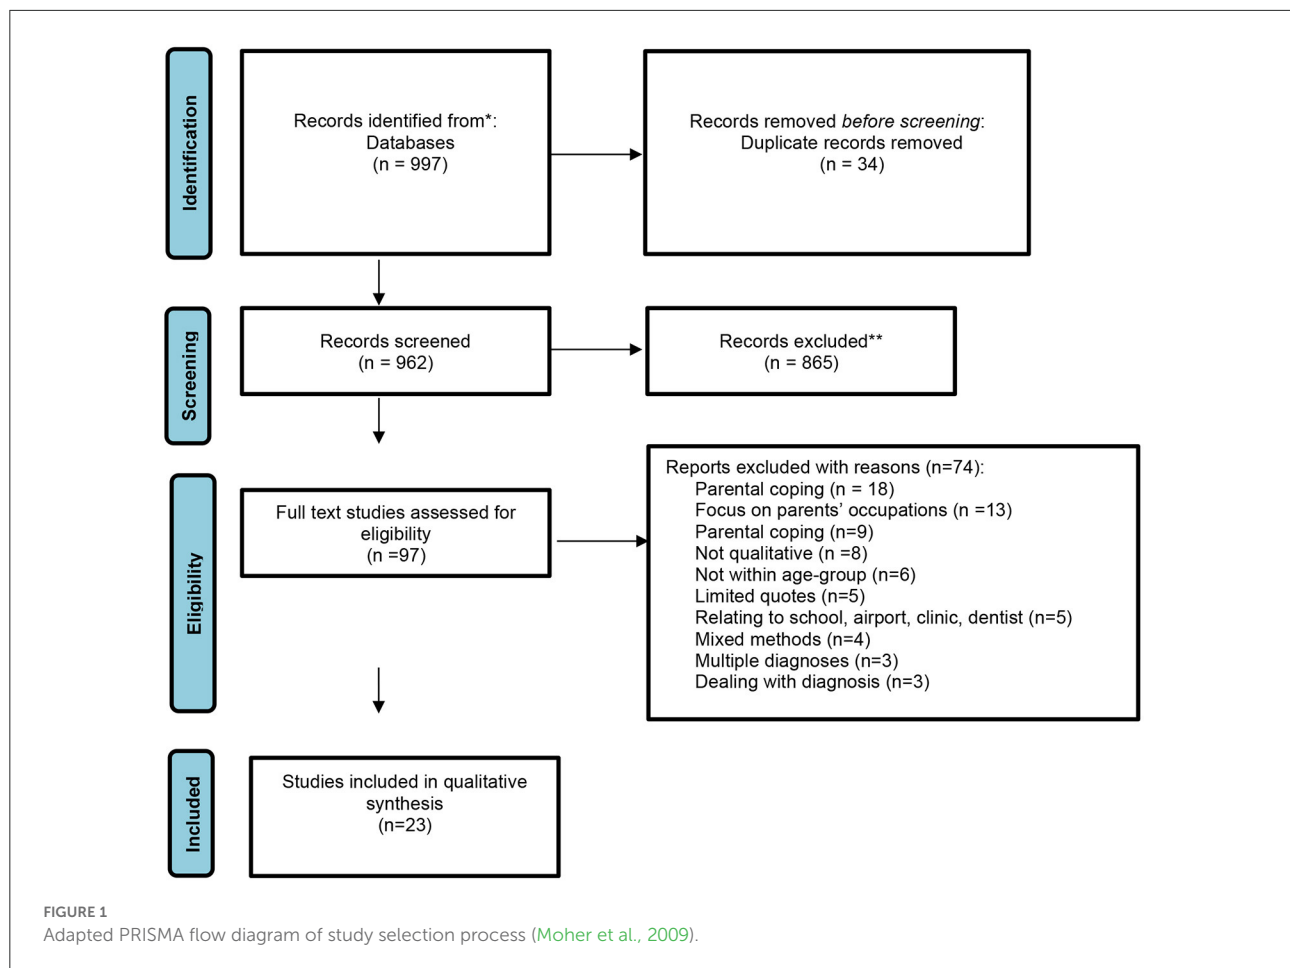 Identification
Records identified from*:
Databases
(n = 997)
Records removed before screening:
Duplicate records removed
(n = 34)
Screening
Records screened
(n = 962)
Records excluded**
(n = 865)
Eligibility
Full text studies assessed for
eligibility
(n =97)
Reports excluded with reasons (n=74):
Parental coping (n = 18)
Focus on parents' occupations (n =13)
Parental coping (n=9)
Not qualitative (n =8)
Not within age-group (n=6)
Limited quotes (n=5)
Relating to school, airport, clinic, dentist (n=5)
Mixed methods (n=4)
Multiple diagnoses (n=3)
Dealing with diagnosis (n=3)
Included
Studies included in qualitative
synthesis
(n=23)
FIGURE 1
Adapted PRISMA flow diagram of study selection process (Moher et al., 2009).